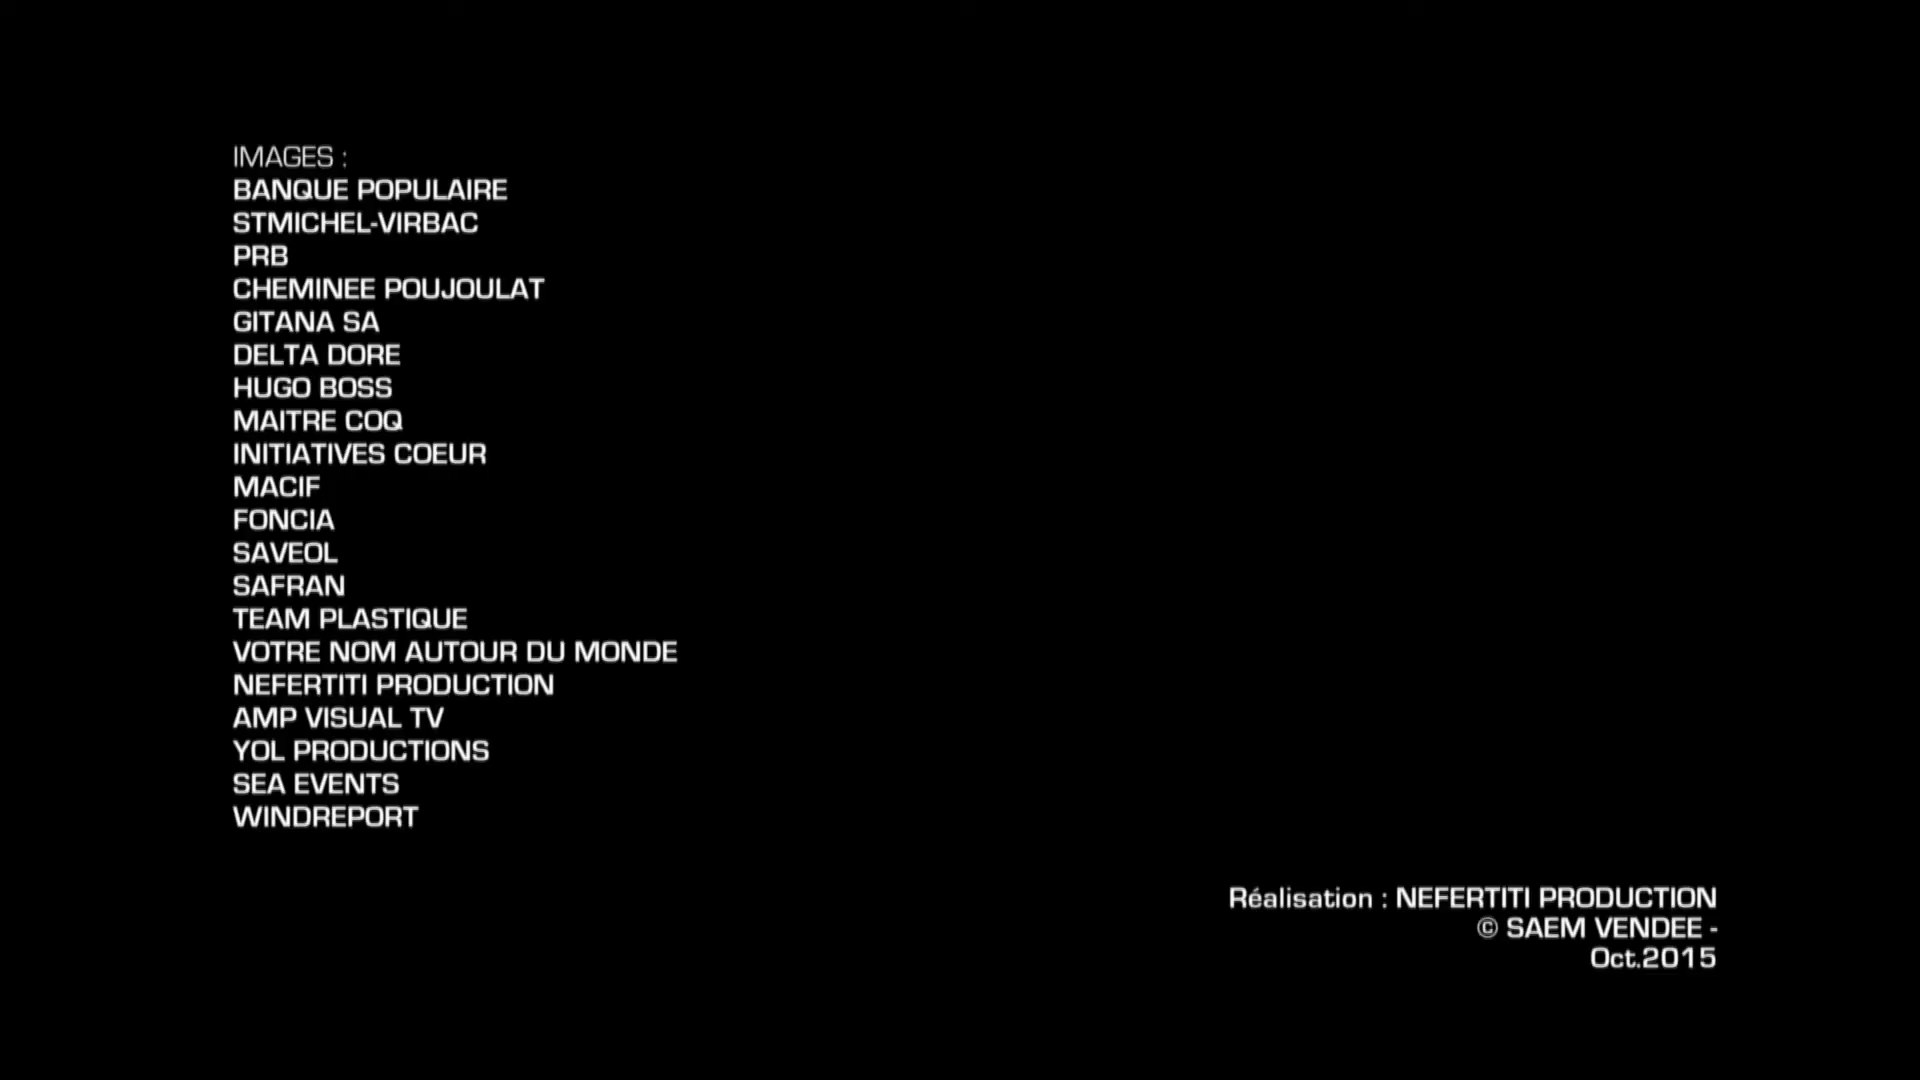 IMAGES :
BANQUE POPULAIRE
STMICHEL-VIRBAC
PRB
CHEMINEE POUJOULAT
GITANA SA
DELTA DORE
HUGO BOSS
MAITRE COQ
INITIATIVES COEUR
MACIF
FONCIA
SAVEOL
SAFRAN
TEAM PLASTIQUE
VOTRE NOM AUTOUR DU MONDE
NEFERTITI PRODUCTION
AMP VISUAL TV
YOL PRODUCTIONS
SEA EVENTS
WINDREPORT
Réalisation : NEFERTITI PRODUCTION
© SAEM VENDEE -
Oct.2015